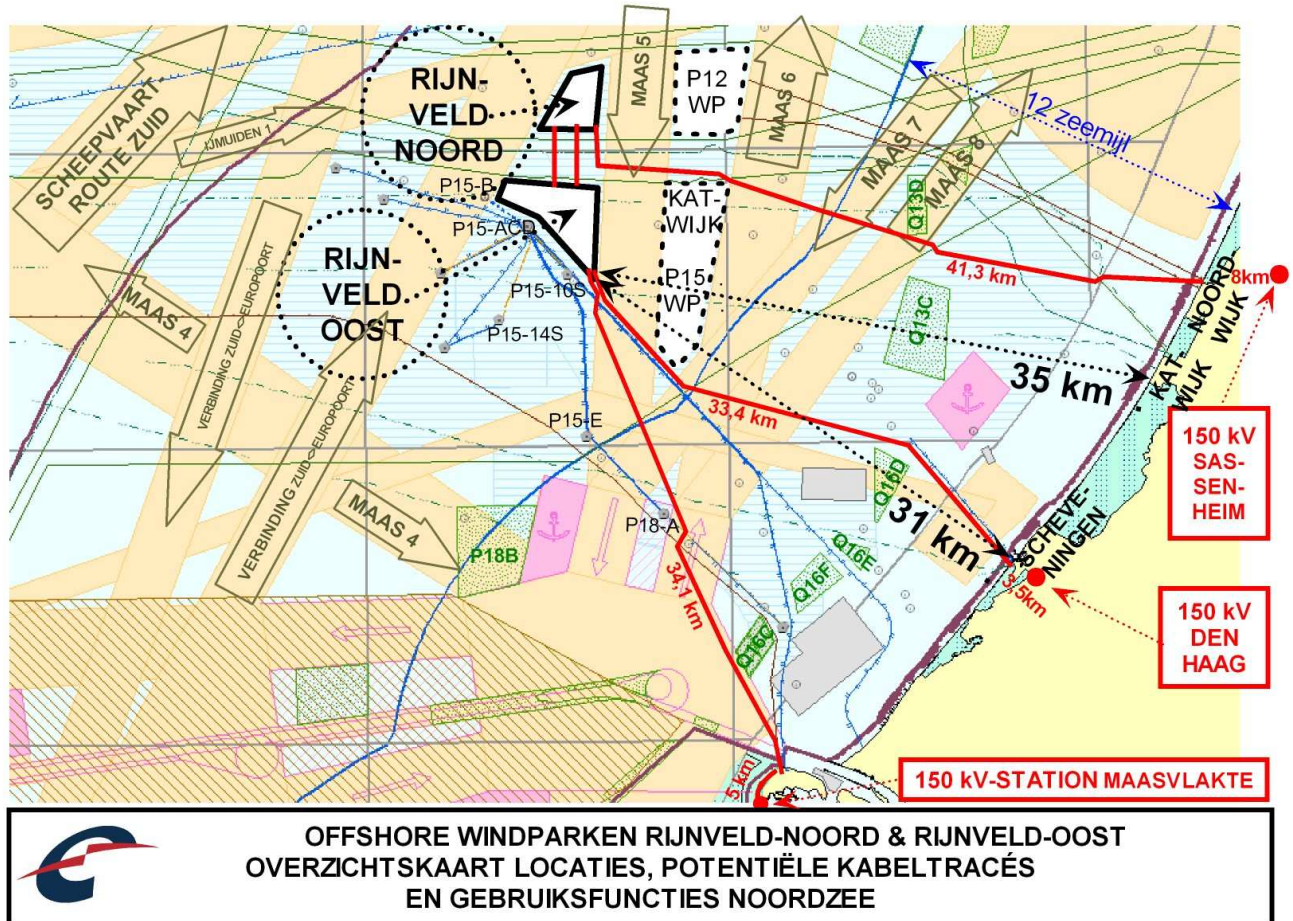 RIJN-
VELD
NOORD
MAAS 5
P12
WP
MAAS 6
MAAS 7
MAAS 8
12 zeemijl
SCHEEPVAART
ROUTE ZUID
IJMUIDEN 1
P15-B
P15-ACD
KAT-
WIJK
P15
WP
Q13D
41,3 km
8km
NOORD-
WIJK
KAT-
WIJK
RIJN-
VELD
OOST
P15-10S
P15-14S
MAAS 4
VERBINDING ZUID<->EUROPOORT
VERBINDING ZUID<->EUROPOORT
Q13C
35 km
33,4 km
P15-E
150 kV
SAS-
SEN-
HEIM
MAAS 4
P18B
P18-A
Q16D
31
km
Q16E
Q16F
Q16C
34,1 km
SCHEVE-
NINGEN
3,5km
150 kV
DEN
HAAG
5 km
150 kV-STATION MAASVLAKTE
OFFSHORE WINDPARKEN RIJNVELD-NOORD & RIJNVELD-OOST
OVERZICHTSKAART LOCATIES, POTENTIËLE KABELTRACÉS
EN GEBRUIKSFUNCTIES NOORDZEE